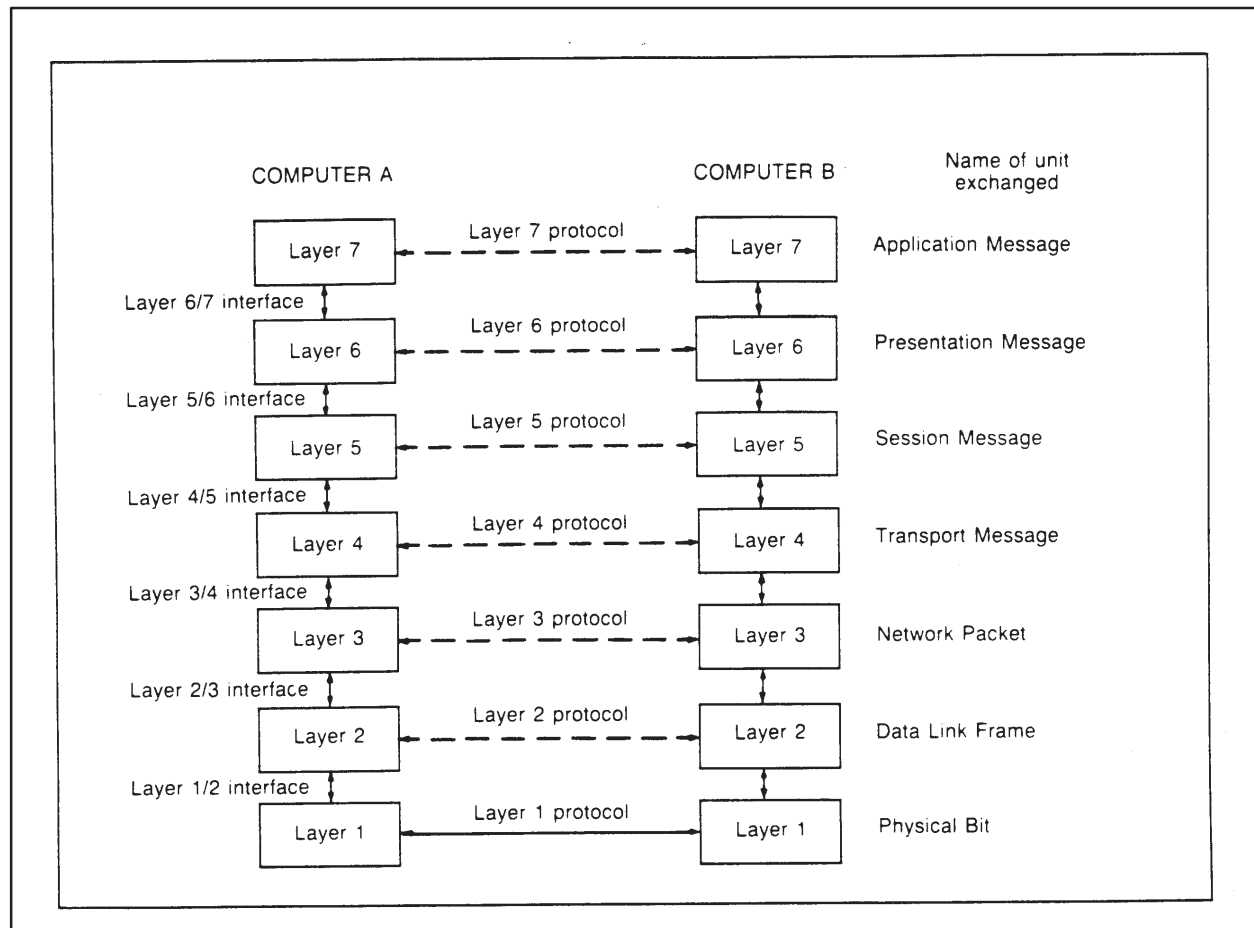 COMPUTER A
COMPUTER B
Name of unit
exchanged
Layer 7
Layer 7 protocol
Layer 7
Application Message
Layer 6/7 interface
Layer 6
Layer 6 protocol
Layer 6
Presentation Message
Layer 5/6 interface
Layer 5
Layer 5 protocol
Layer 5
Session Message
Layer 4/5 interface
Layer 4
Layer 4 protocol
Layer 4
Transport Message
Layer 3/4 interface
Layer 3
Layer 3 protocol
Layer 3
Network Packet
Layer 2/3 interface
Layer 2
Layer 2 protocol
Layer 2
Data Link Frame
Layer 1/2 interface
Layer 1
Layer 1 protocol
Layer 1
Physical Bit